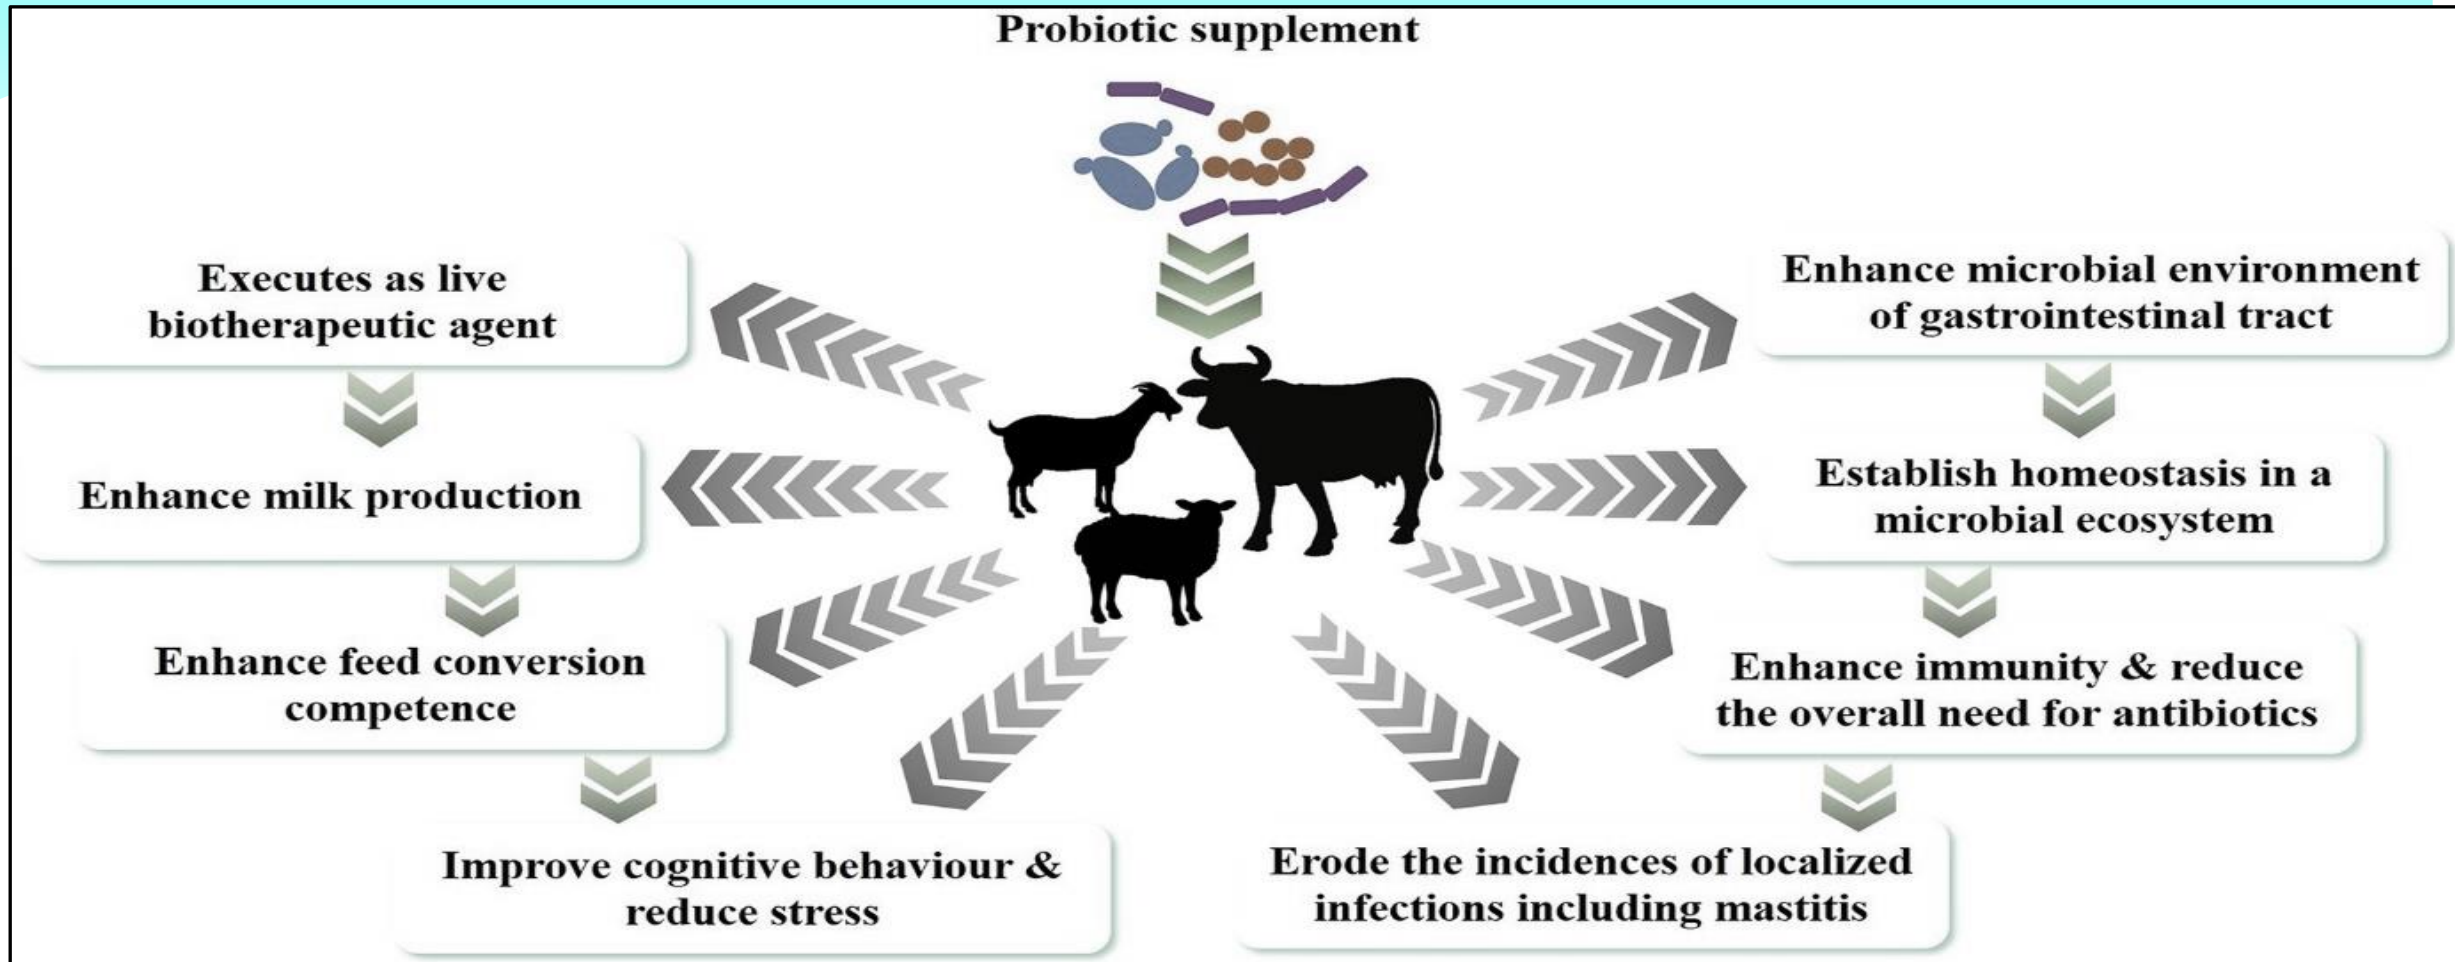 Probiotic supplement
Executes as live
biotherapeutic agent
Enhance milk production
Enhance feed conversion
competence
Improve cognitive behaviour &
reduce stress
Enhance microbial environment
of gastrointestinal tract
Establish homeostasis in a
microbial ecosystem
Enhance immunity & reduce
the overall need for antibiotics
Erode the incidences of localized
infections including mastitis